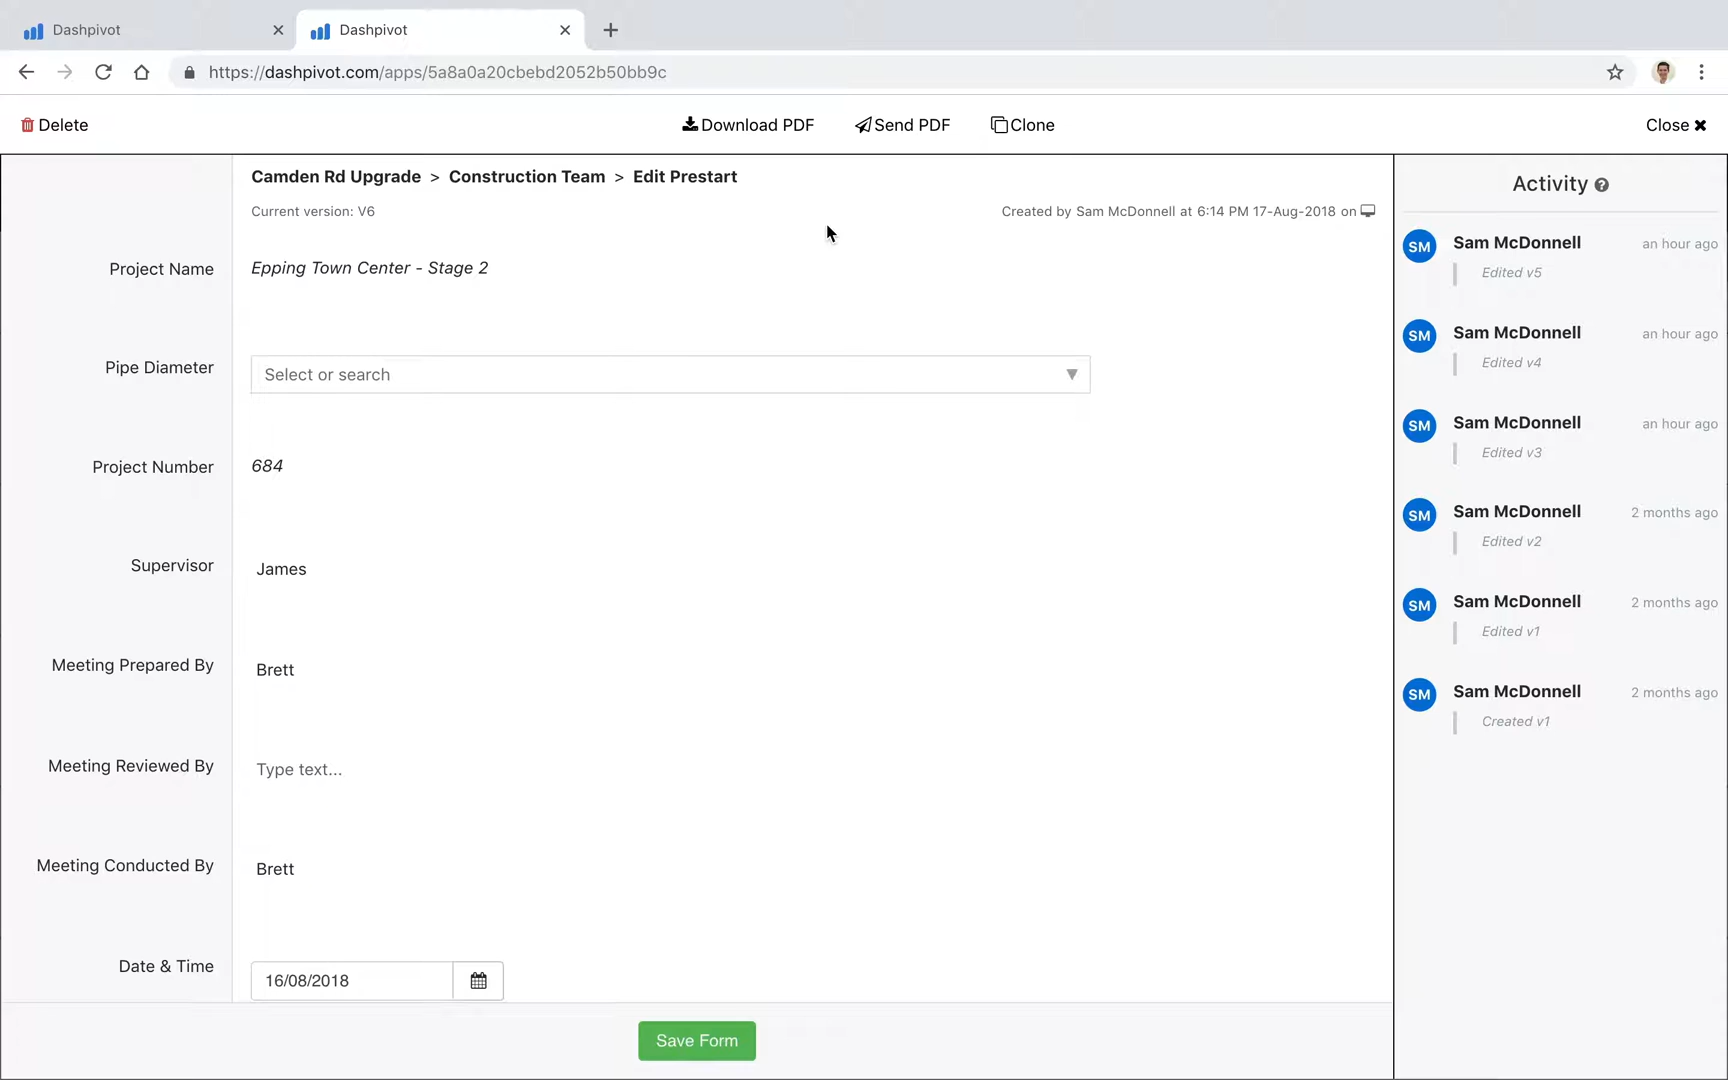 Dashpivot
Dashpivot
https://dashpivot.com/apps/5a8a0a20cbebd2052b50bb9c
Delete
Download PDF
Send PDF
Clone
Close
Camden Rd Upgrade > Construction Team > Edit Prestart
Current version: V6
Created by Sam McDonnell at 6:14 PM 17-Aug-2018 on
Project Name
Epping Town Center - Stage 2
Pipe Diameter
Select or search
Project Number
684
Supervisor
James
Meeting Prepared By
Brett
Meeting Reviewed By
Type text...
Meeting Conducted By
Brett
Date & Time
16/08/2018
Save Form
Activity
SM Sam McDonnell an hour ago
Edited v5
SM Sam McDonnell an hour ago
Edited v4
SM Sam McDonnell an hour ago
Edited v3
SM Sam McDonnell 2 months ago
Edited v2
SM Sam McDonnell 2 months ago
Edited v1
SM Sam McDonnell 2 months ago
Created v1